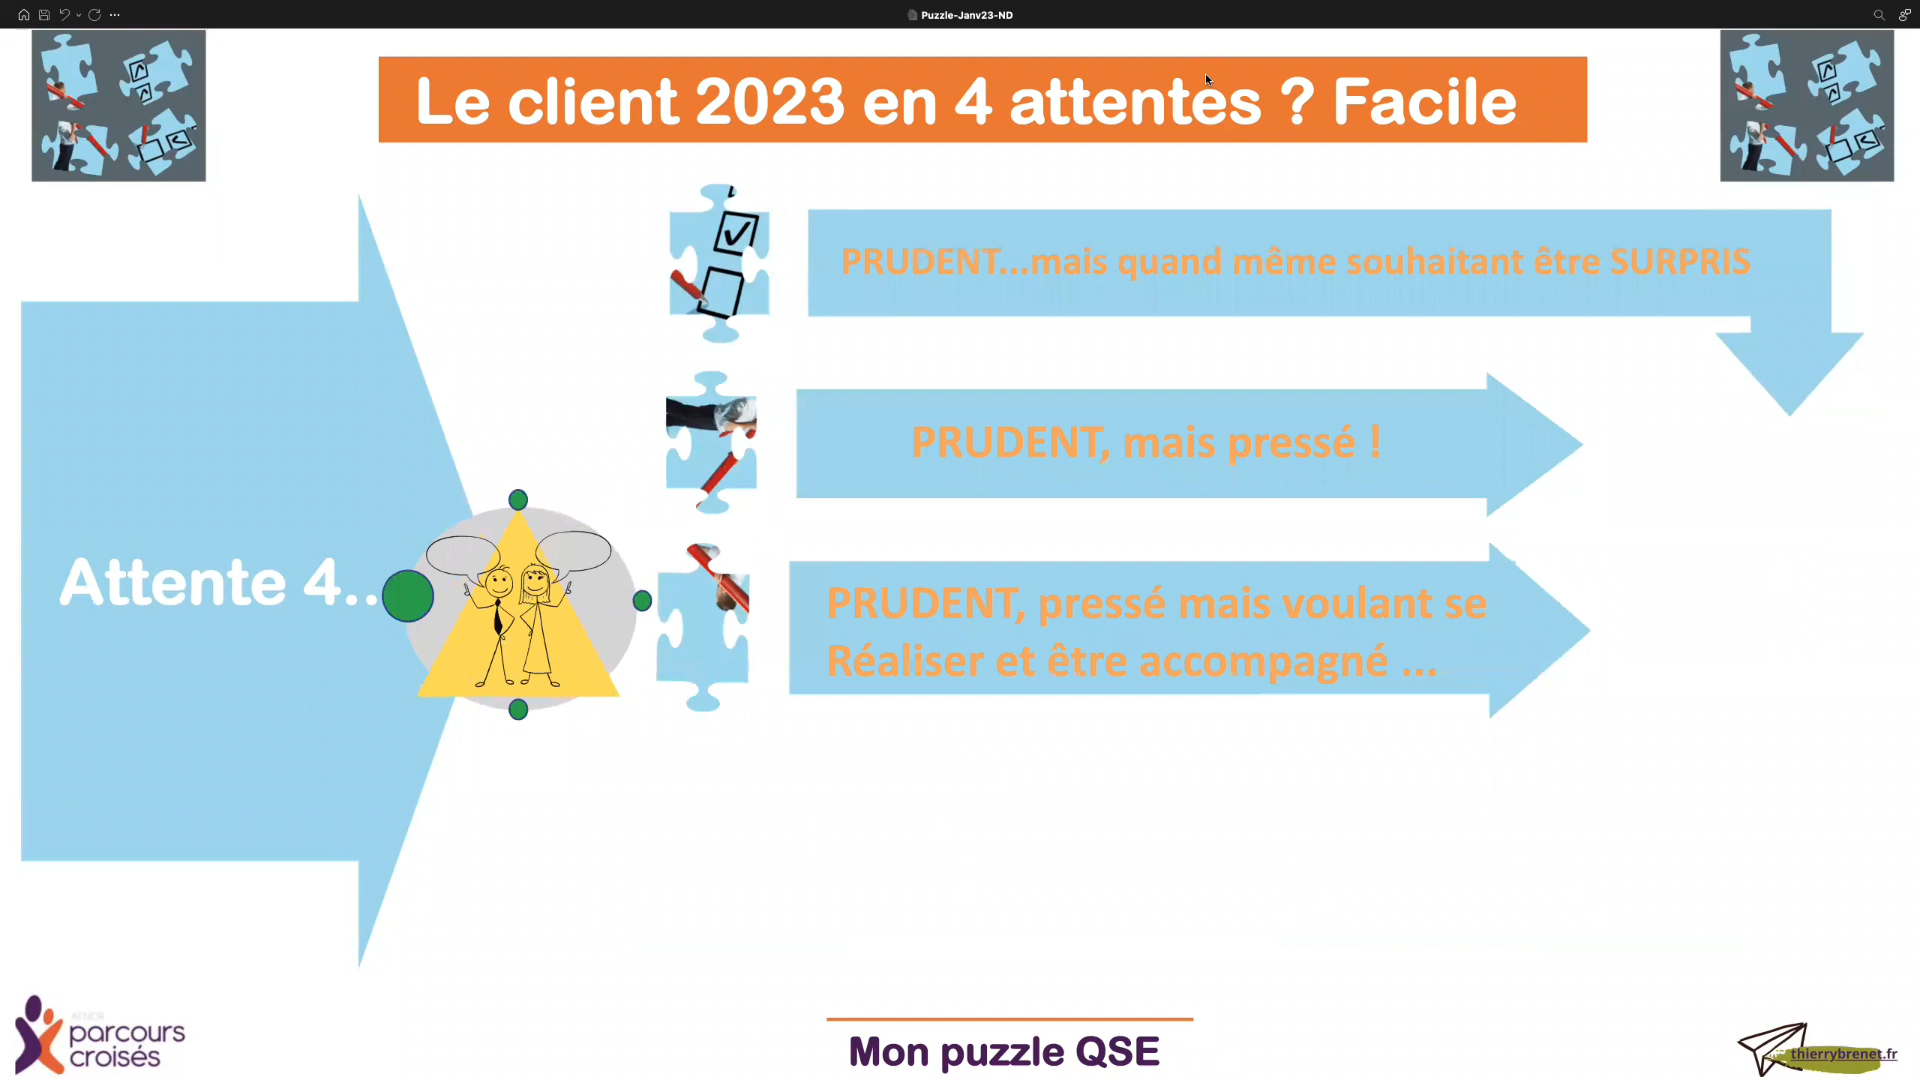 Puzzle-Janv23-ND
Le client 2023 en 4 attentes ? Facile
PRUDENT...mais quand même souhaitant être SURPRIS
PRUDENT, mais pressé !
Attente 4..
PRUDENT, pressé mais voulant se
Réaliser et être accompagné ...
parcours
croisés
Mon puzzle QSE
thierrybrenet.fr